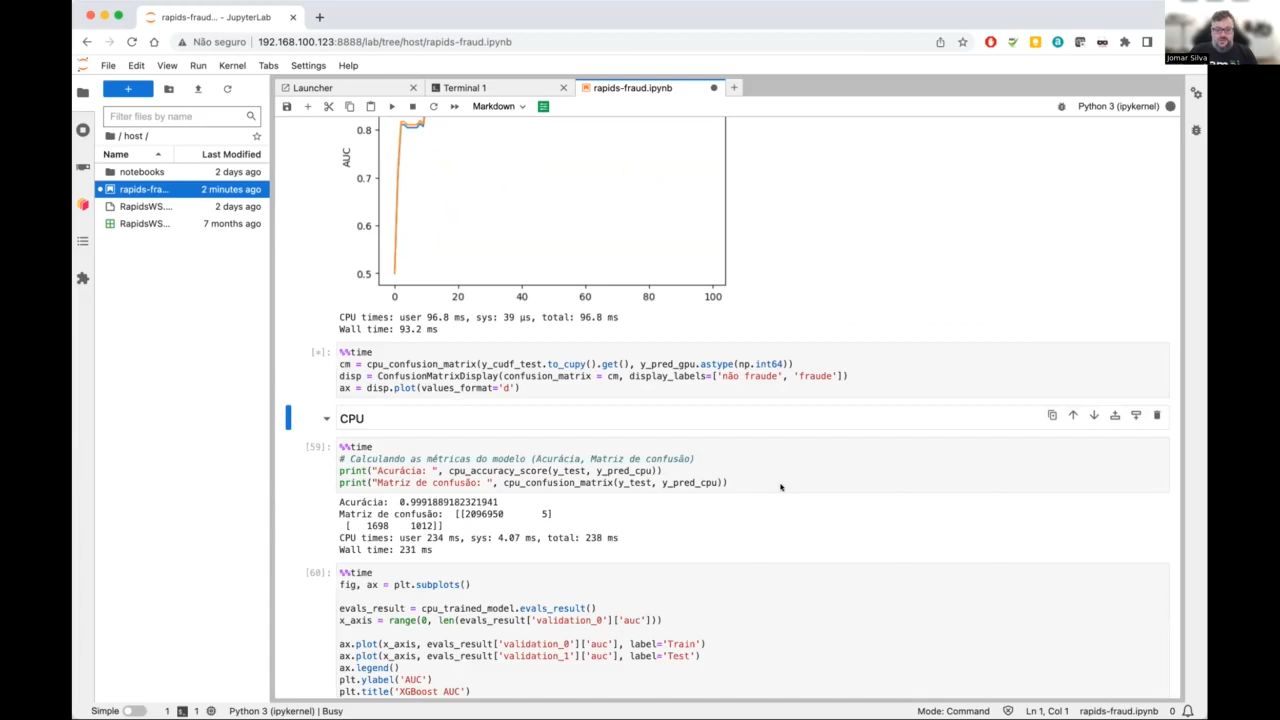 rapids-fraud... - JupyterLab
Não seguro
192.168.100.123:8888/lab/tree/host/rapids-fraud.ipynb
Jomar Silva
File Edit View Run Kernel Tabs Settings Help
Launcher
Terminal 1
rapids-fraud.ipynb
Markdown
Python 3 (ipykernel)
Filter files by name
/ host /
Name
Last Modified
notebooks 2 days ago
rapids-fra... 2 minutes ago
RapidsWS.... 2 days ago
RapidsWS... 7 months ago
AUC
0.8
0.7
0.6
0.5
0 20 40 60 80 100
CPU times: user 96.8 ms, sys: 39 µs, total: 96.8 ms
Wall time: 93.2 ms
[*]:
%%time
cm = cpu_confusion_matrix(y_cudf_test.to_cupy().get(), y_pred_gpu.astype(np.int64))
disp = ConfusionMatrixDisplay(confusion_matrix = cm, display_labels=['não fraude', 'fraude'])
ax = disp.plot(values_format='d')
CPU
[59]:
%%time
# Calculando as métricas do modelo (Acurácia, Matriz de confusão)
print("Acurácia: ", cpu_accuracy_score(y_test, y_pred_cpu))
print("Matriz de confusão: ", cpu_confusion_matrix(y_test, y_pred_cpu))
Acurácia:  0.9991889182321941
Matriz de confusão:  [[2096950       5]
[   1698    1012]]
CPU times: user 234 ms, sys: 4.07 ms, total: 238 ms
Wall time: 231 ms
[60]:
%%time
fig, ax = plt.subplots()
evals_result = cpu_trained_model.evals_result()
x_axis = range(0, len(evals_result['validation_0']['auc']))
ax.plot(x_axis, evals_result['validation_0']['auc'], label='Train')
ax.plot(x_axis, evals_result['validation_1']['auc'], label='Test')
ax.legend()
plt.ylabel('AUC')
plt.title('XGBoost AUC')
Simple 1 1 Python 3 (ipykernel) | Busy
Mode: Command Ln 1, Col 1 rapids-fraud.ipynb 0